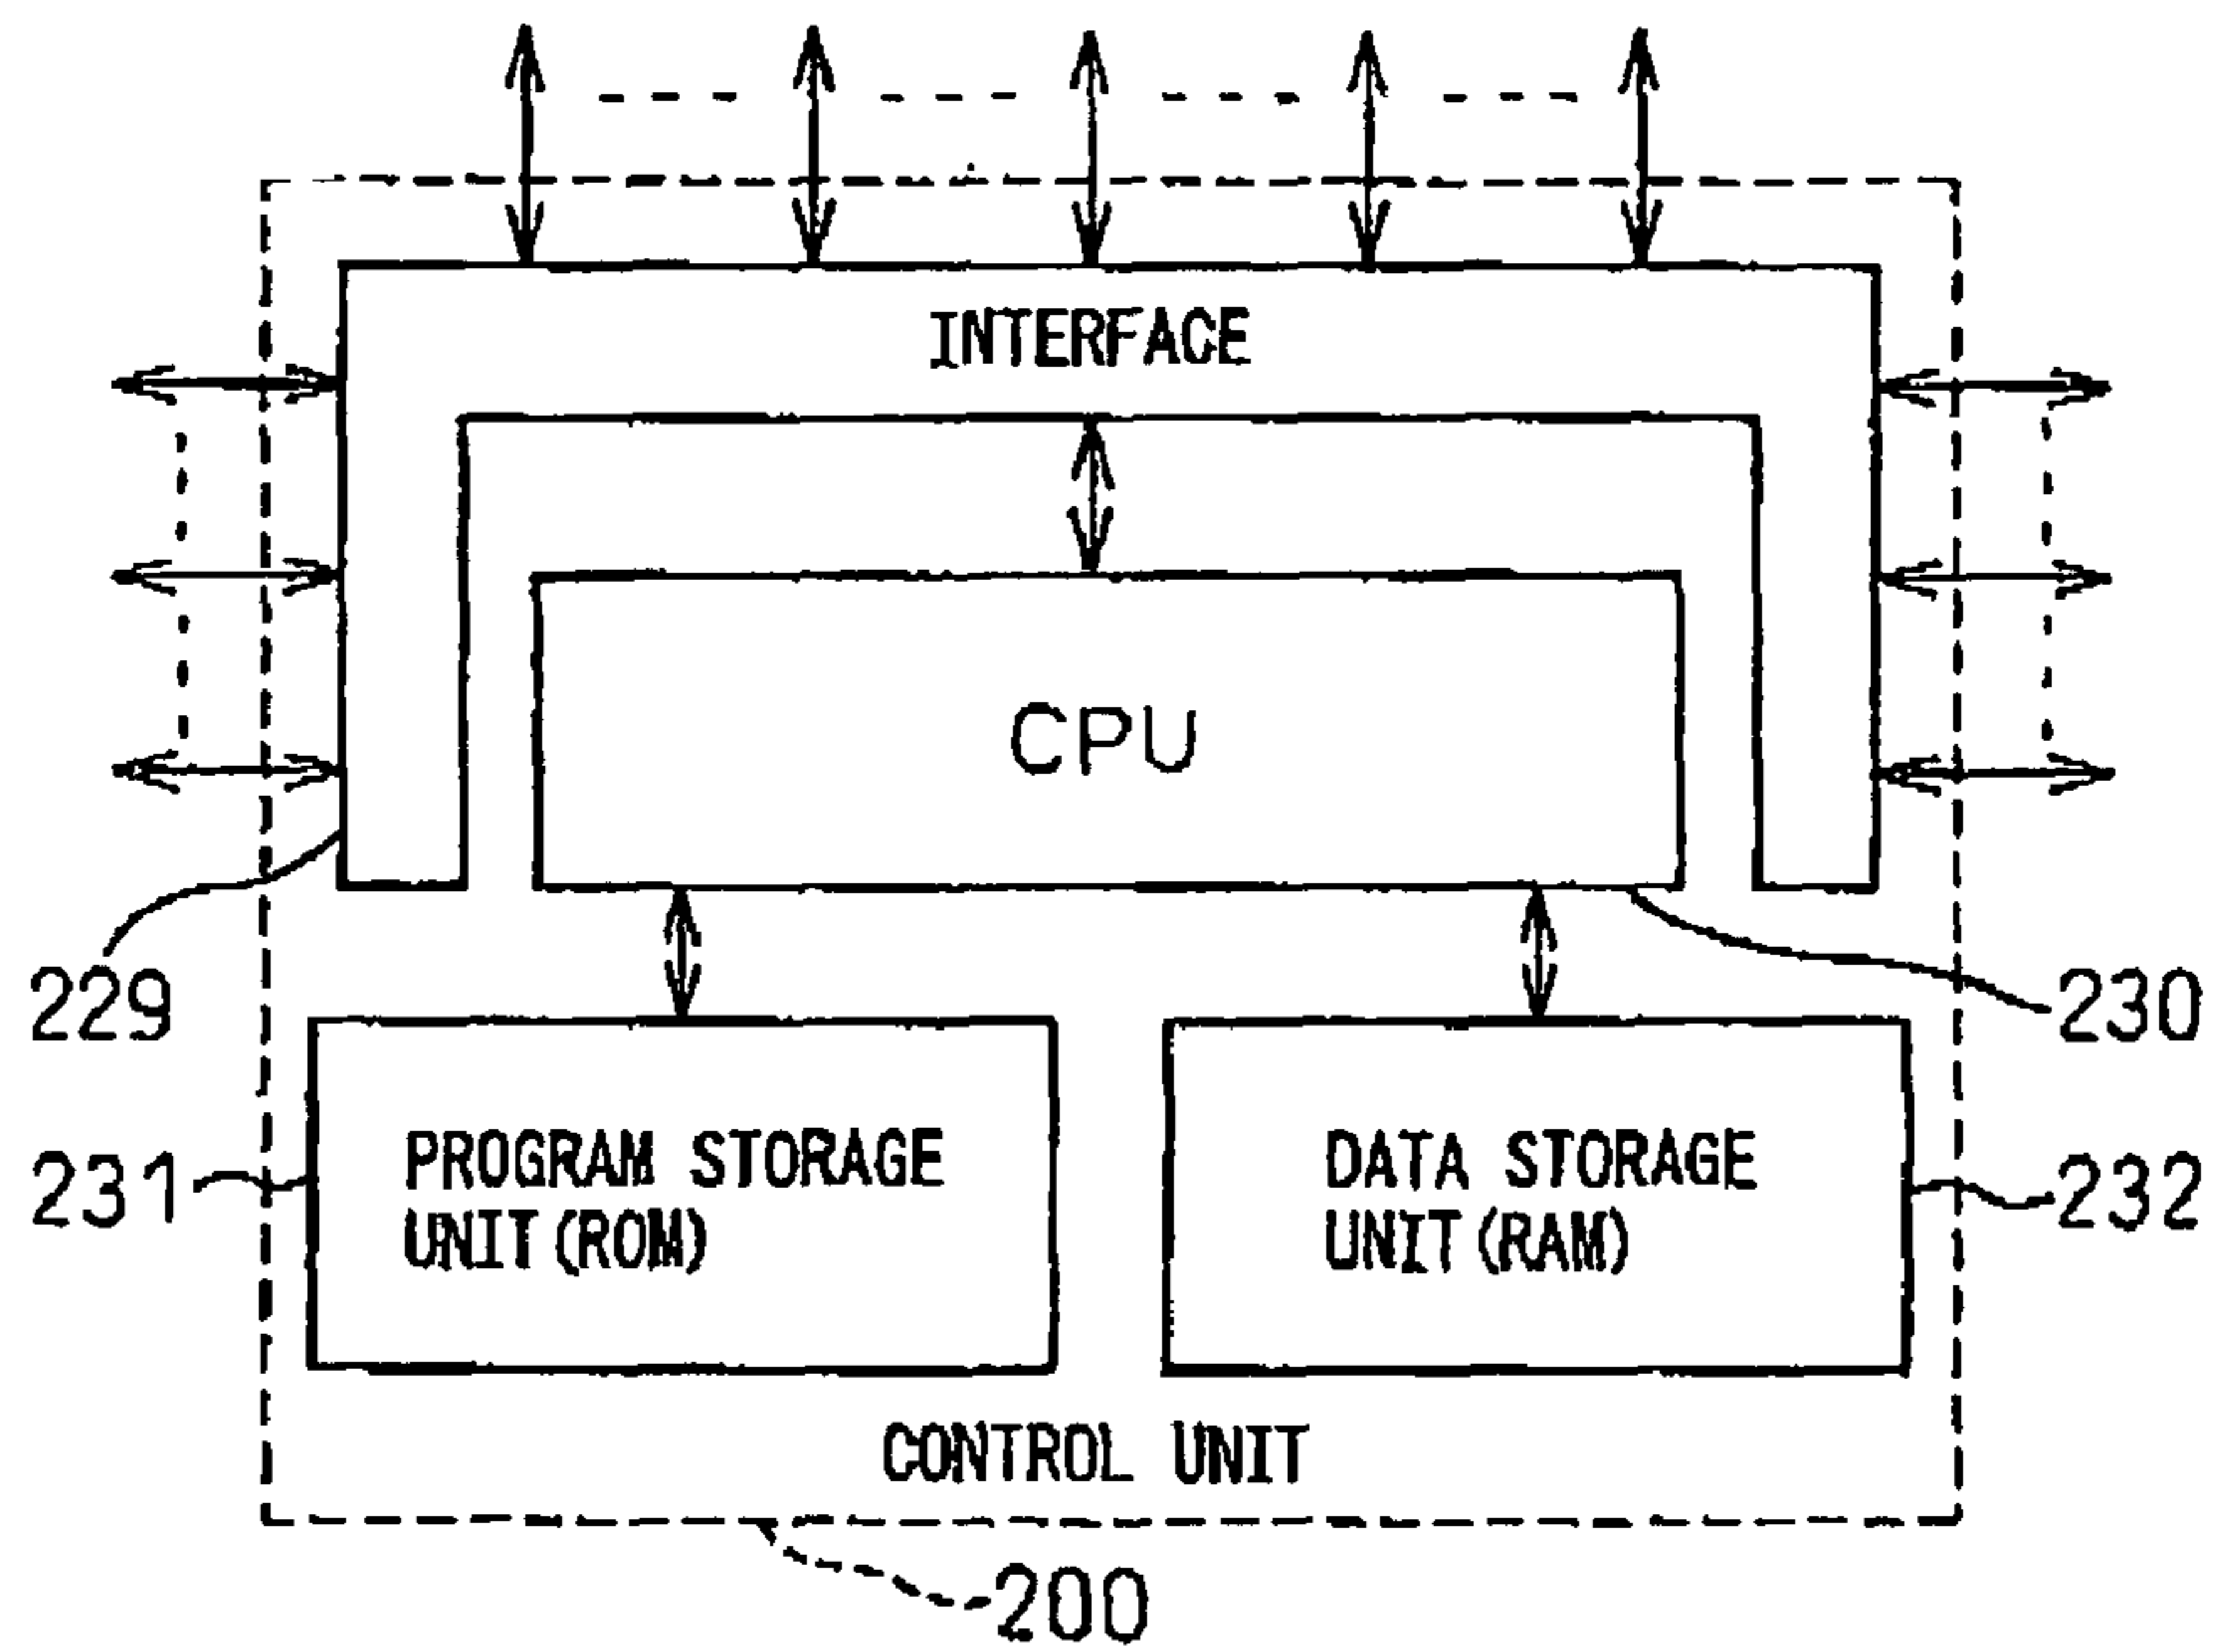 INTERFACE
CPU
229
230
231
PROGRAM STORAGE
UNIT(ROM)
DATA STORAGE
UNIT(RAM)
232
CONTROL UNIT
200